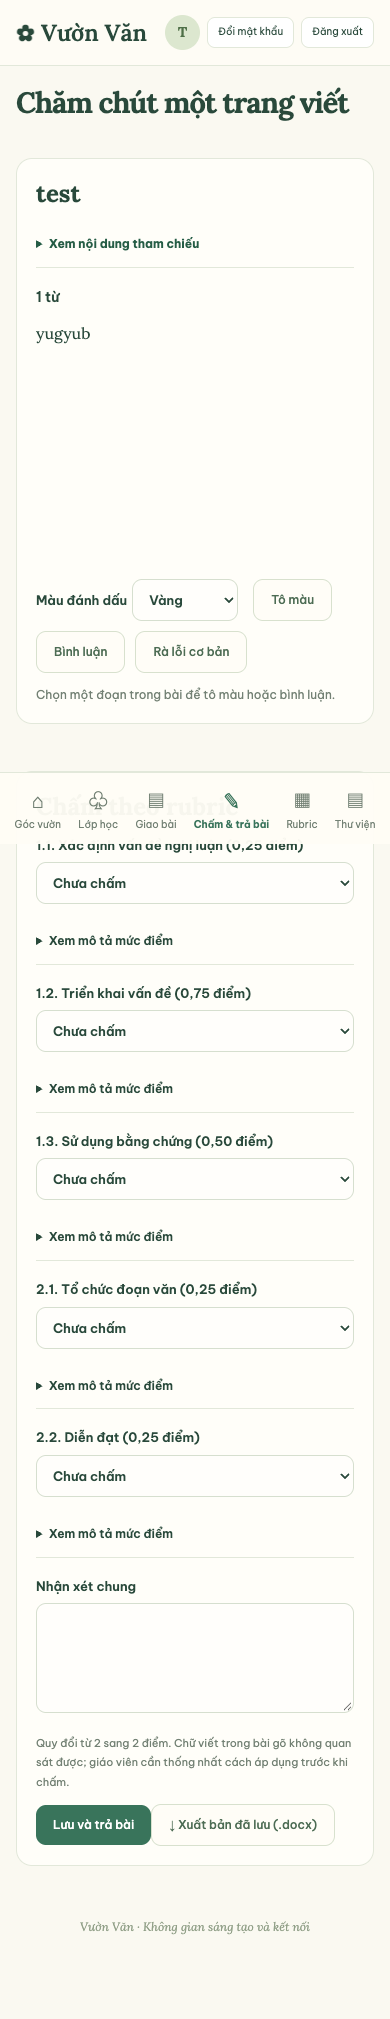 ✿ Vườn Văn
T
Đổi mật khẩu
Đăng xuất
Chăm chút một trang viết
test
▶ Xem nội dung tham chiếu
1 từ
yugyub
Màu đánh dấu
Vàng
Tô màu
Bình luận
Rà lỗi cơ bản
Chọn một đoạn trong bài để tô màu hoặc bình luận.
Chấm theo rubric
Góc vườn
Lớp học
Giao bài
Chấm & trả bài
Rubric
Thư viện
1.1. Xác định vấn đề nghị luận (0,25 điểm)
Chưa chấm
▶ Xem mô tả mức điểm
1.2. Triển khai vấn đề (0,75 điểm)
Chưa chấm
▶ Xem mô tả mức điểm
1.3. Sử dụng bằng chứng (0,50 điểm)
Chưa chấm
▶ Xem mô tả mức điểm
2.1. Tổ chức đoạn văn (0,25 điểm)
Chưa chấm
▶ Xem mô tả mức điểm
2.2. Diễn đạt (0,25 điểm)
Chưa chấm
▶ Xem mô tả mức điểm
Nhận xét chung
Quy đổi từ 2 sang 2 điểm. Chữ viết trong bài gõ không quan
sát được; giáo viên cần thống nhất cách áp dụng trước khi
chấm.
Lưu và trả bài
↓ Xuất bản đã lưu (.docx)
Vườn Văn · Không gian sáng tạo và kết nối